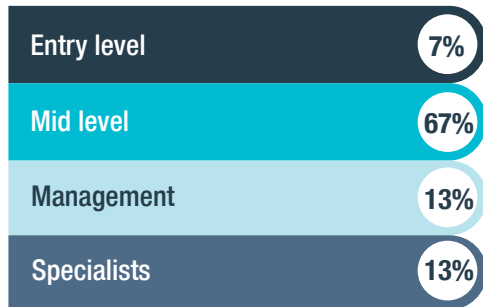 Entry level 7%
Mid level 67%
Management 13%
Specialists 13%